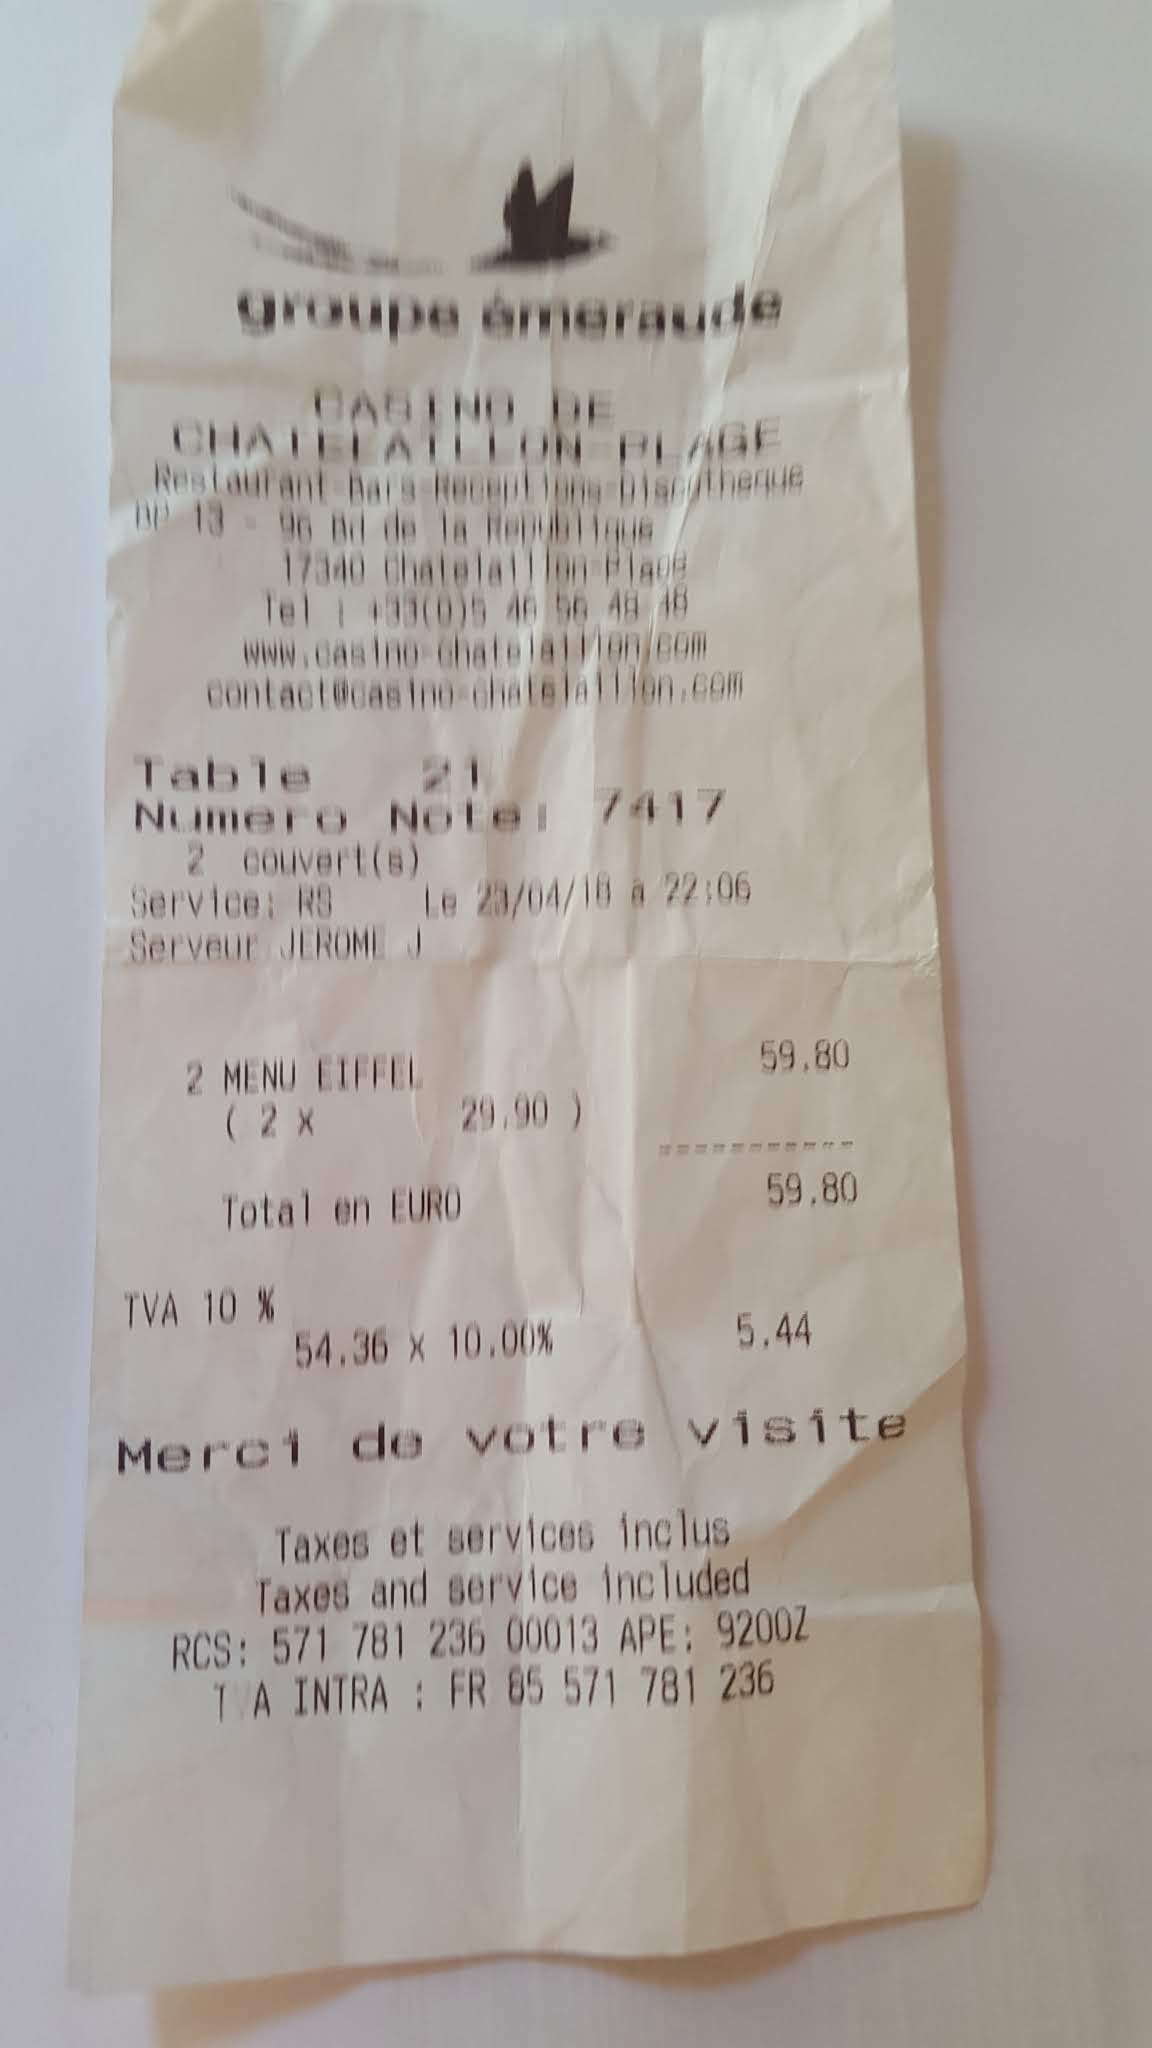 groupe émeraude
CASINO DE
CHATELAILLON-PLAGE
Restaurant-Bars-Receptions-Discotheque
BP 13 - 96 Bd de la Republique
17340 Chatelaillon-Plage
Tel : +33(0)5 46 56 48 48
www.casino-chatelaillon.com
contact@casino-chatelaillon.com
Table 21
Numero Note: 7417
2 couvert(s)
Service: RS Le 23/04/18 a 22:06
Serveur JEROME J
2 MENU EIFFEL 59.80
( 2 x 29.90 )
-----------
Total en EURO 59.80
TVA 10 %
54.36 x 10.00% 5.44
Merci de votre visite
Taxes et services inclus
Taxes and service included
RCS: 571 781 236 00013 APE: 9200Z
TVA INTRA : FR 85 571 781 236